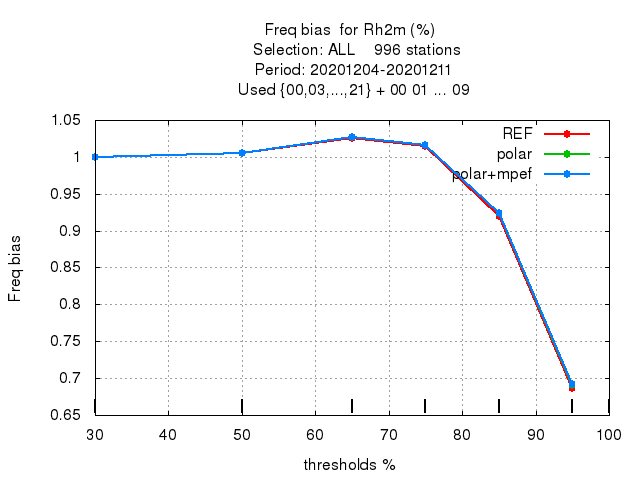 Freq bias  for Rh2m (%)
Selection: ALL    996 stations
Period: 20201204-20201211
Used {00,03,...,21} + 00 01 ... 09
1.05
1
0.95
0.9
0.85
0.8
0.75
0.7
0.65
Freq bias
REF
polar
polar+mpef
30 40 50 60 70 80 90 100
thresholds %